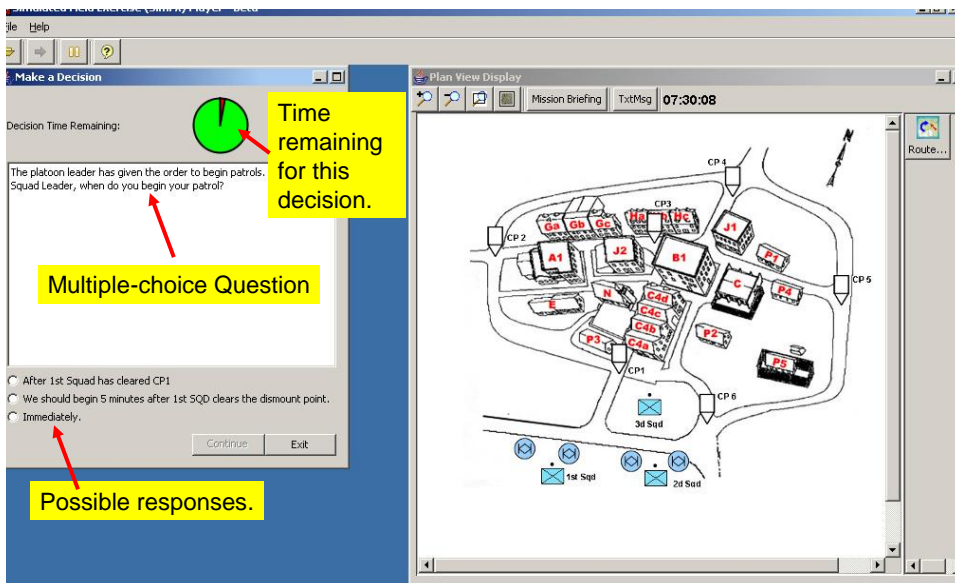 Simulated Field Exercise (SimFX) Player - Beta
File Help
Make a Decision
Decision Time Remaining:
Time
remaining
for this
decision.
The platoon leader has given the order to begin patrols.
Squad Leader, when do you begin your patrol?
Multiple-choice Question
After 1st Squad has cleared CP1
We should begin 5 minutes after 1st SQD clears the dismount point.
Immediately.
Continue Exit
Possible responses.
Plan View Display
Mission Briefing TxtMsg 07:30:08
Route...
N
CP 4
CP3
Ga Gb Gc
Ha Hc
J1
CP 2
A1
J2
B1
P1
CP 5
C
P4
E
N
C4d
C4c
C4b
C4a
P2
P3
P5
CP1
CP 6
3d Sqd
1st Sqd
2d Sqd